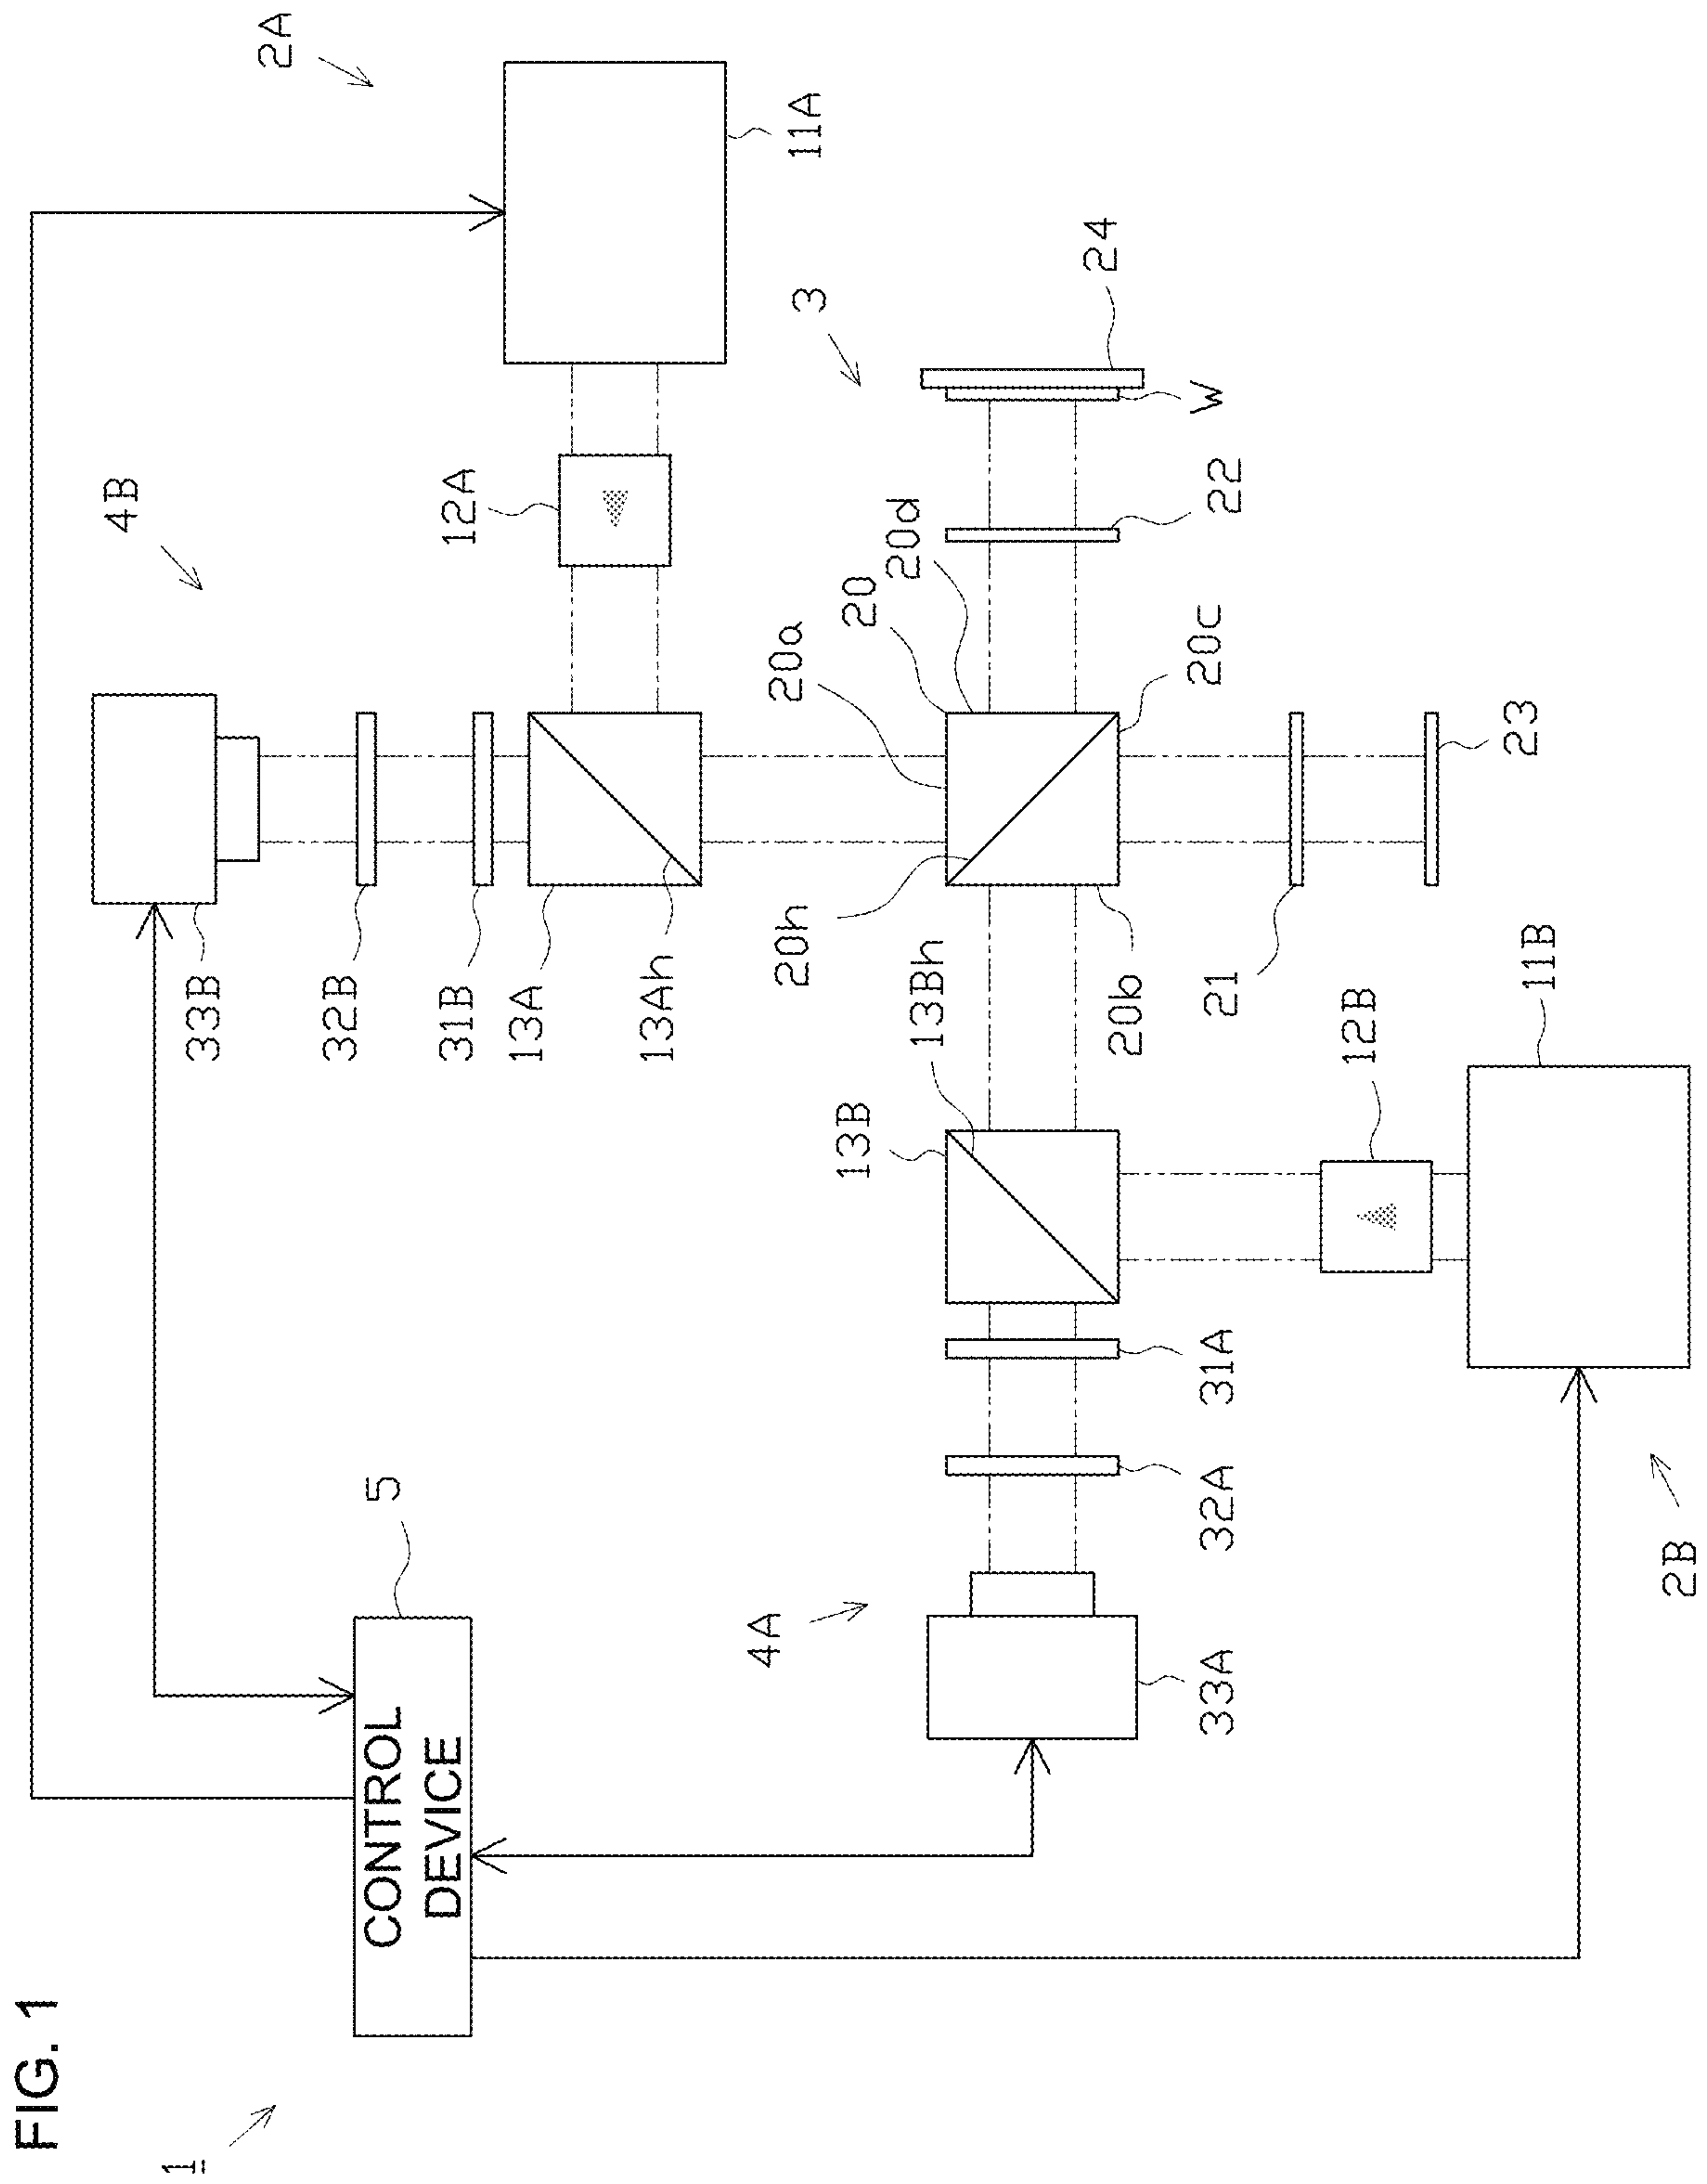 FIG. 1
1
CONTROL
DEVICE
5
4B
33B
32B
31B
13A
13Ah
2A
11A
12A
3
20a
20
20d
20h
20b
20c
22
W
24
21
23
13B
13Bh
12B
11B
2B
4A
31A
32A
33A